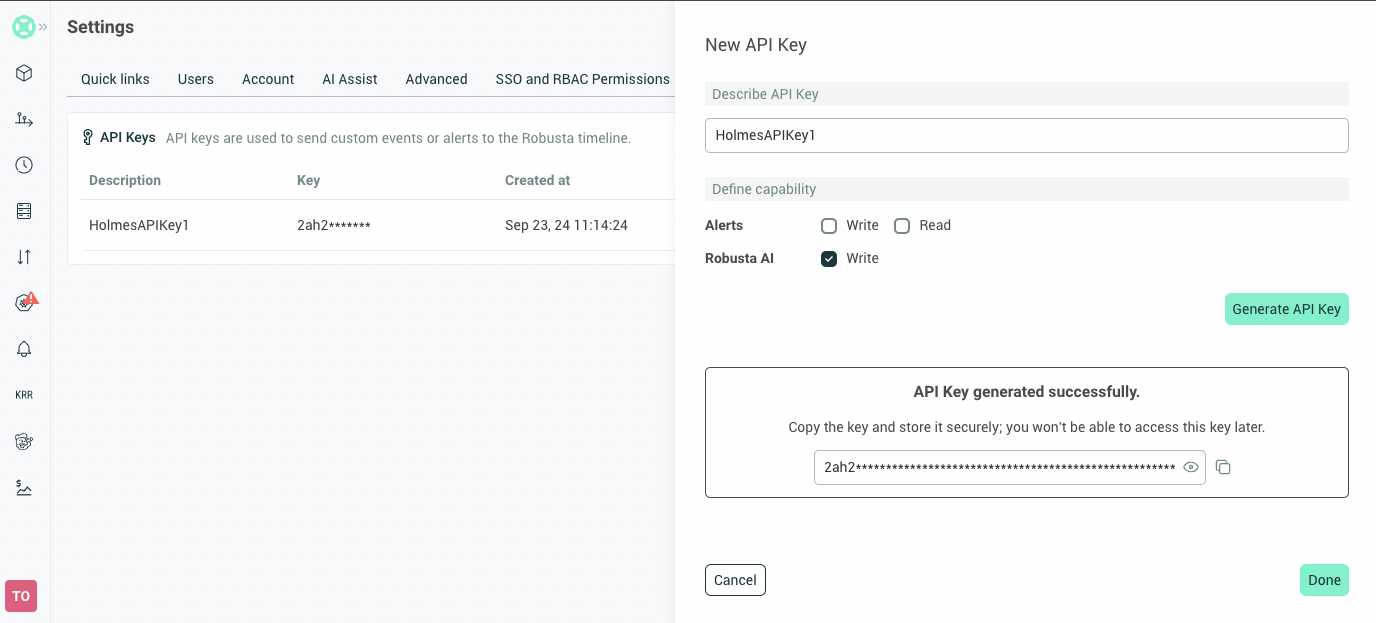 Settings
Quick links Users Account AI Assist Advanced SSO and RBAC Permissions
API Keys API keys are used to send custom events or alerts to the Robusta timeline.
Description Key Created at
HolmesAPIKey1 2ah2******* Sep 23, 24 11:14:24
KRR
TO
New API Key
Describe API Key
HolmesAPIKey1
Define capability
Alerts Write Read
Robusta AI Write
Generate API Key
API Key generated successfully.
Copy the key and store it securely; you won't be able to access this key later.
2ah2******************************************************
Cancel Done